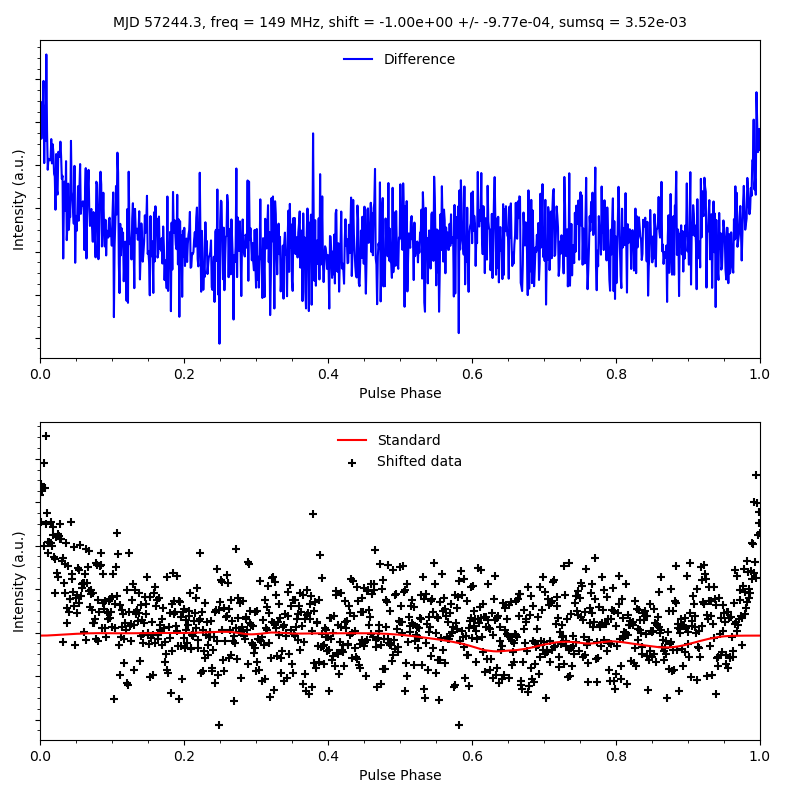 MJD 57244.3, freq = 149 MHz, shift = -1.00e+00 +/- -9.77e-04, sumsq = 3.52e-03
Difference
Intensity (a.u.)
0.0 0.2 0.4 0.6 0.8 1.0
Pulse Phase
Standard
Shifted data
Intensity (a.u.)
0.0 0.2 0.4 0.6 0.8 1.0
Pulse Phase